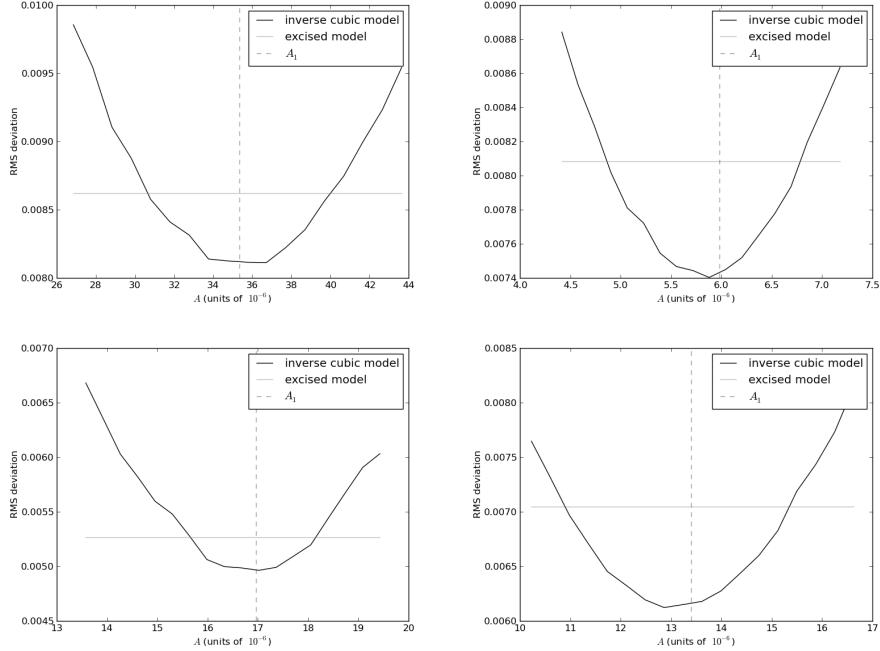 0.0100
0.0095
0.0090
0.0085
0.0080
RMS deviation
26 28 30 32 34 36 38 40 42 44
A (units of 10⁻⁶)
inverse cubic model
excised model
A₁
0.0090
0.0088
0.0086
0.0084
0.0082
0.0080
0.0078
0.0076
0.0074
RMS deviation
4.0 4.5 5.0 5.5 6.0 6.5 7.0 7.5
A (units of 10⁻⁶)
inverse cubic model
excised model
A₁
0.0070
0.0065
0.0060
0.0055
0.0050
0.0045
RMS deviation
13 14 15 16 17 18 19 20
A (units of 10⁻⁶)
inverse cubic model
excised model
A₁
0.0085
0.0080
0.0075
0.0070
0.0065
0.0060
RMS deviation
10 11 12 13 14 15 16 17
A (units of 10⁻⁶)
inverse cubic model
excised model
A₁